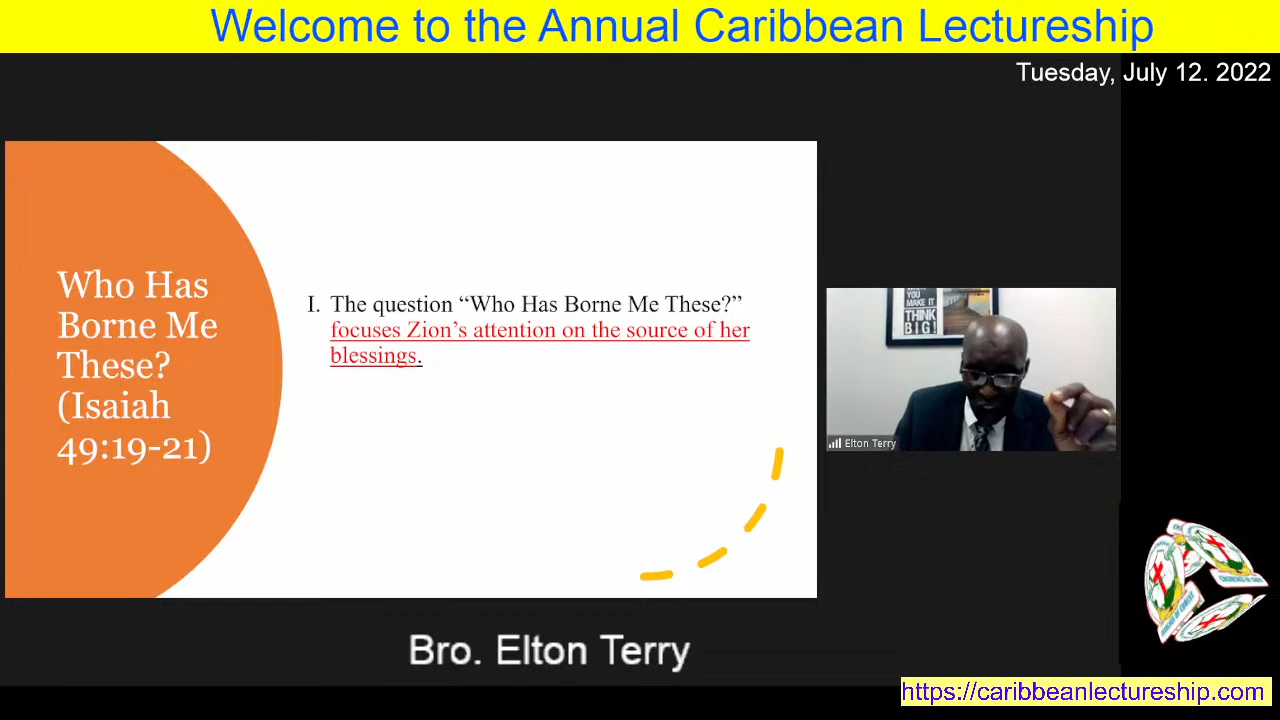 Welcome to the Annual Caribbean Lectureship
Tuesday, July 12. 2022
Who Has
Borne Me
These?
(Isaiah
49:19-21)
I. The question “Who Has Borne Me These?”
focuses Zion’s attention on the source of her
blessings.
YOU
MAKE IT
THINK
BIG!
Elton Terry
Bro. Elton Terry
https://caribbeanlectureship.com